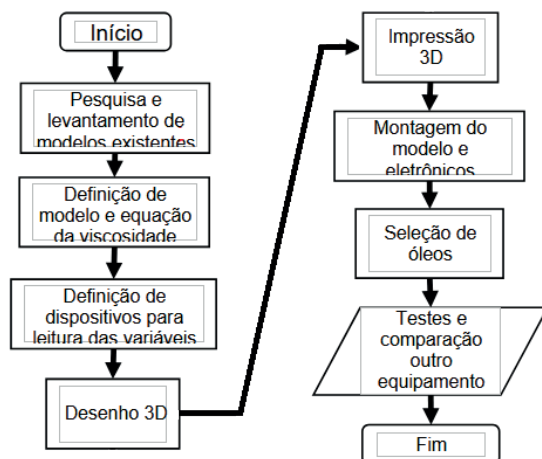 Início
Pesquisa e
levantamento de
modelos existentes
Definição de
modelo e equação
da viscosidade
Definição de
dispositivos para
leitura das variáveis
Desenho 3D
Impressão
3D
Montagem do
modelo e
eletrônicos
Seleção de
óleos
Testes e
comparação
outro
equipamento
Fim